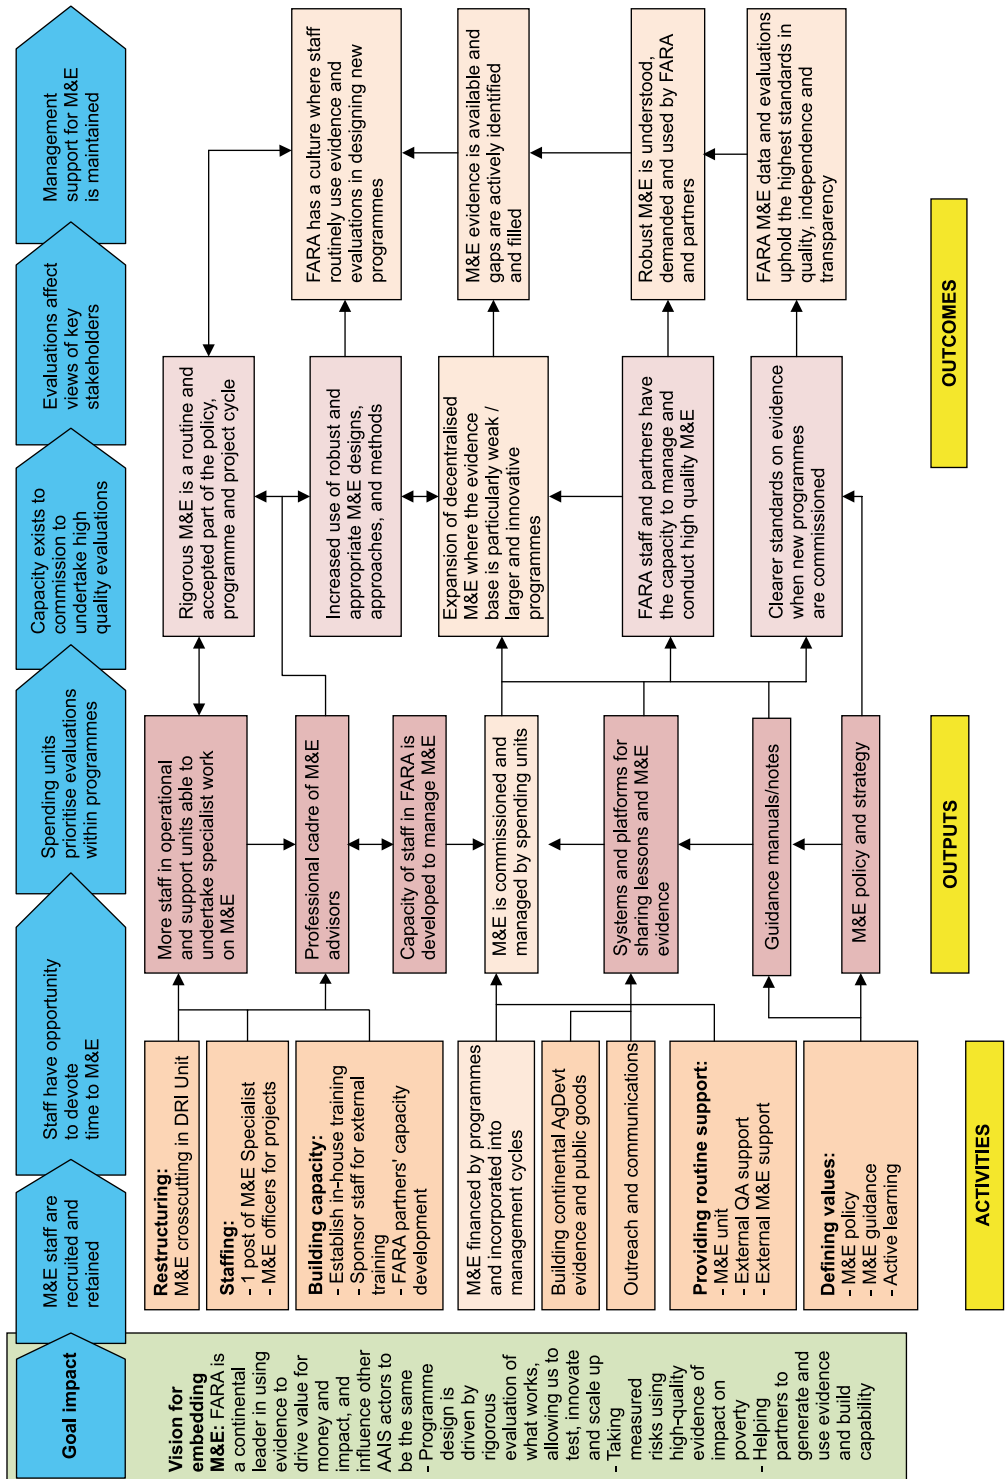 Goal impact
M&E staff are
recruited and
retained
Staff have opportunity
to devote
time to M&E
Spending units
prioritise evaluations
within programmes
Capacity exists to
commission to
undertake high
quality evaluations
Evaluations affect
views of key
stakeholders
Management
support for M&E
is maintained
Vision for
embedding
M&E: FARA is
a continental
leader in using
evidence to
drive value for
money and
impact, and
influence other
AAIS actors to
be the same
- Programme
design is
driven by
rigorous
evaluation of
what works,
allowing us to
test, innovate
and scale up
- Taking
measured
risks using
high-quality
evidence of
impact on
poverty
- Helping
partners to
generate and
use evidence
and build
capability
Restructuring:
M&E crosscutting in DRI Unit
Staffing:
- 1 post of M&E Specialist
- M&E officers for projects
Building capacity:
- Establish in-house training
- Sponsor staff for external
training
- FARA partners' capacity
development
M&E financed by programmes
and incorporated into
management cycles
Building continental AgDevt
evidence and public goods
Outreach and communications
Providing routine support:
- M&E unit
- External QA support
- External M&E support
Defining values:
- M&E policy
- M&E guidance
- Active learning
ACTIVITIES
More staff in operational
and support units able to
undertake specialist work
on M&E
Professional cadre of M&E
advisors
Capacity of staff in FARA is
developed to manage M&E
M&E is commissioned and
managed by spending units
Systems and platforms for
sharing lessons and M&E
evidence
Guidance manuals/notes
M&E policy and strategy
OUTPUTS
Rigorous M&E is a routine and
accepted part of the policy,
programme and project cycle
Increased use of robust and
appropriate M&E designs,
approaches, and methods
Expansion of decentralised
M&E where the evidence
base is particularly weak /
larger and innovative
programmes
FARA staff and partners have
the capacity to manage and
conduct high quality M&E
Clearer standards on evidence
when new programmes
are commissioned
FARA has a culture where staff
routinely use evidence and
evaluations in designing new
programmes
M&E evidence is available and
gaps are actively identified
and filled
Robust M&E is understood,
demanded and used by FARA
and partners
FARA M&E data and evaluations
uphold the highest standards in
quality, independence and
transparency
OUTCOMES